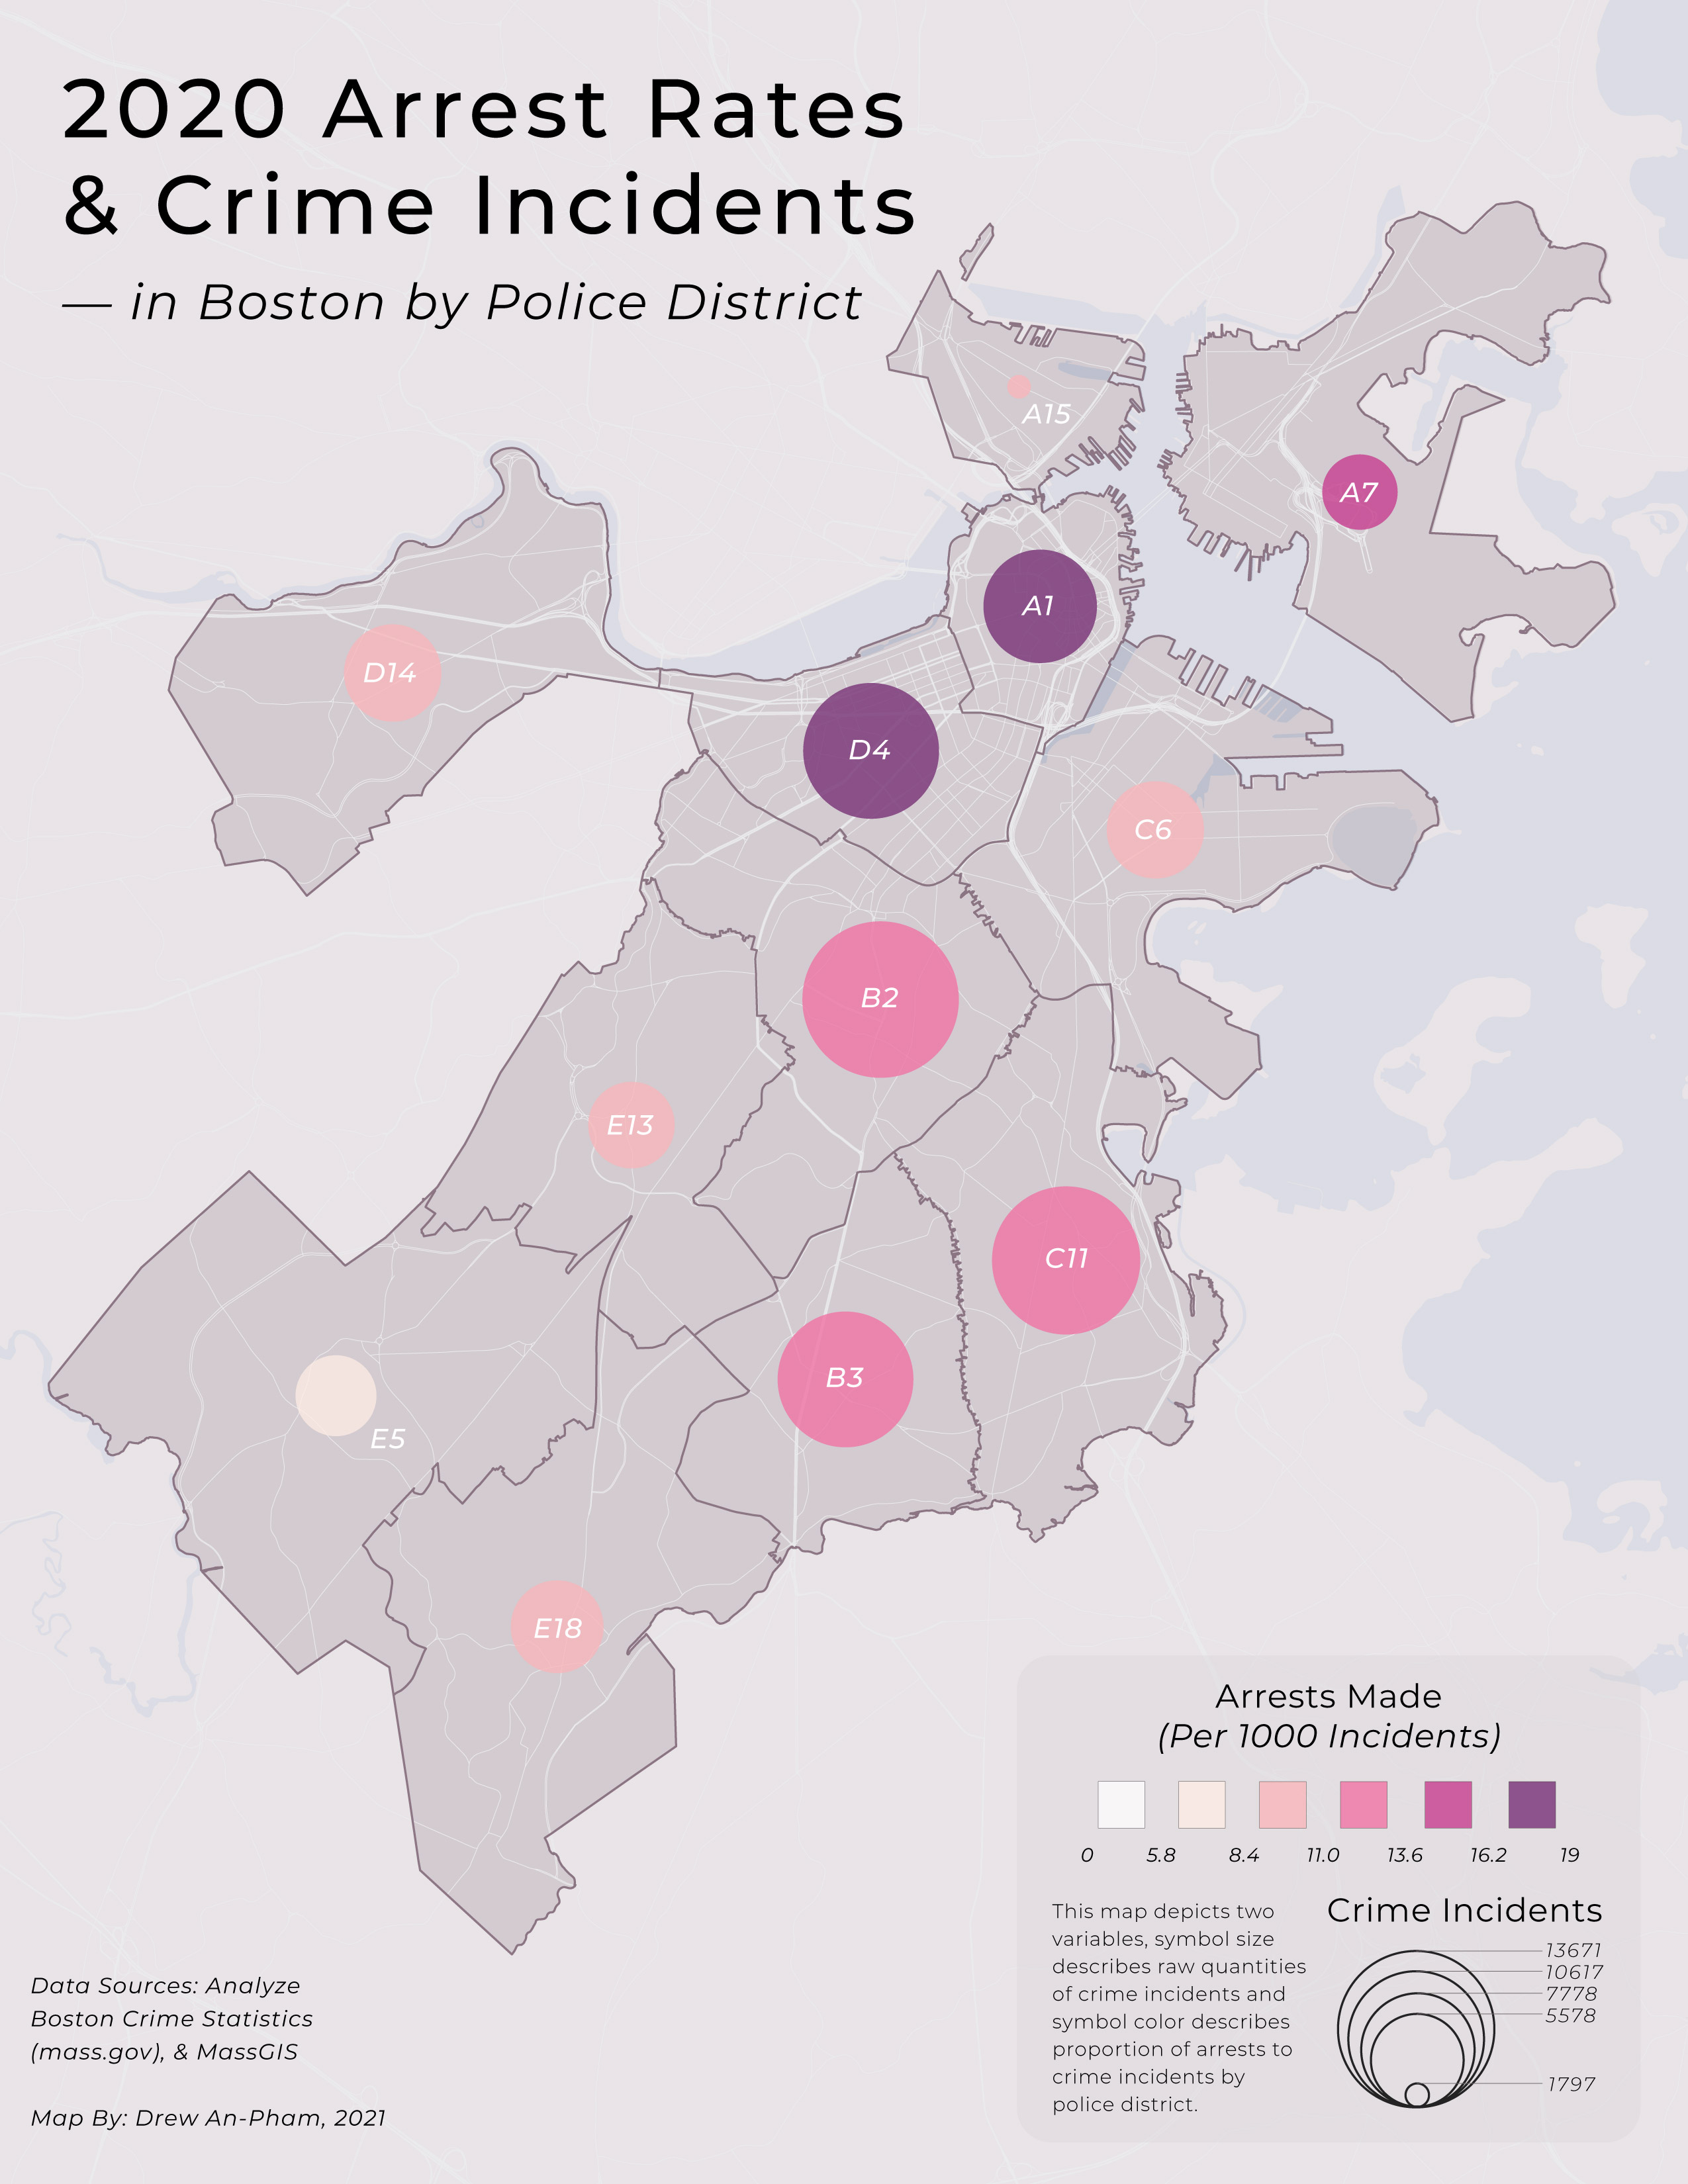 2020 Arrest Rates
& Crime Incidents
— in Boston by Police District
A15
A7
A1
D14
D4
C6
B2
E13
C11
B3
E5
E18
Arrests Made
(Per 1000 Incidents)
0 5.8 8.4 11.0 13.6 16.2 19
This map depicts two
variables, symbol size
describes raw quantities
of crime incidents and
symbol color describes
proportion of arrests to
crime incidents by
police district.
Crime Incidents
13671
10617
7778
5578
1797
Data Sources: Analyze
Boston Crime Statistics
(mass.gov), & MassGIS
Map By: Drew An-Pham, 2021